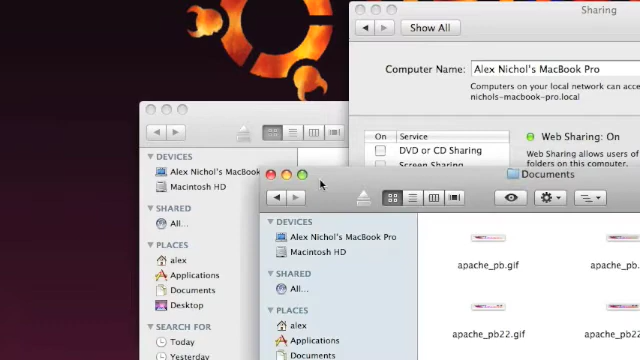 Sharing
Show All
Computer Name: Alex Nichol's MacBook Pro
Computers on your local network can acce
nichols-macbook-pro.local
On Service
DVD or CD Sharing
Screen Sharing
Web Sharing: On
Web Sharing allows users of
folders on this computer.
DEVICES
Alex Nichol's MacBook
Macintosh HD
SHARED
All...
PLACES
alex
Applications
Documents
Desktop
SEARCH FOR
Today
Yesterday
Documents
DEVICES
Alex Nichol's MacBook Pro
Macintosh HD
SHARED
All...
PLACES
alex
Applications
Documents
apache_pb.gif
apache_pb.
apache_pb22.gif
apache_pb22.